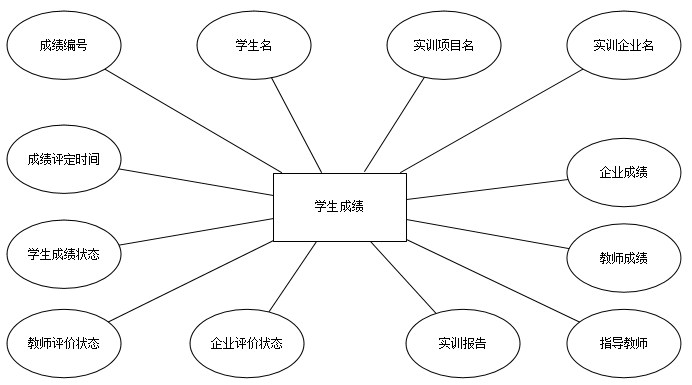 成绩编号
学生名
实训项目名
实训企业名
成绩评定时间
企业成绩
学生成绩
学生成绩状态
教师成绩
教师评价状态
企业评价状态
实训报告
指导教师